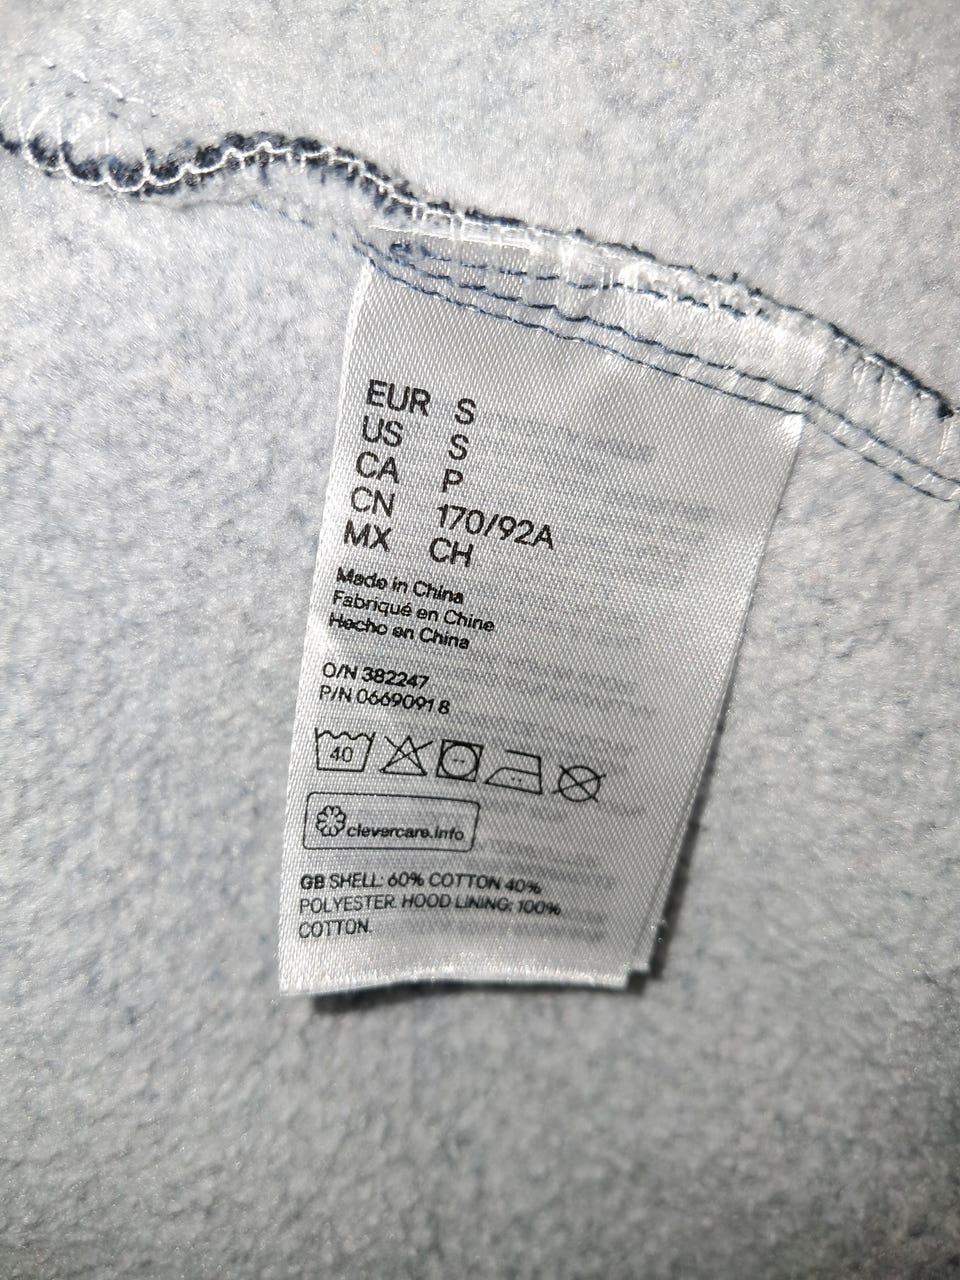 EUR S
US S
CA P
CN 170/92A
MX CH
Made in China
Fabriqué en Chine
Hecho en China
O/N 382247
P/N 0669091 8
40
clevercare.info
GB SHELL: 60% COTTON 40%
POLYESTER. HOOD LINING: 100%
COTTON.